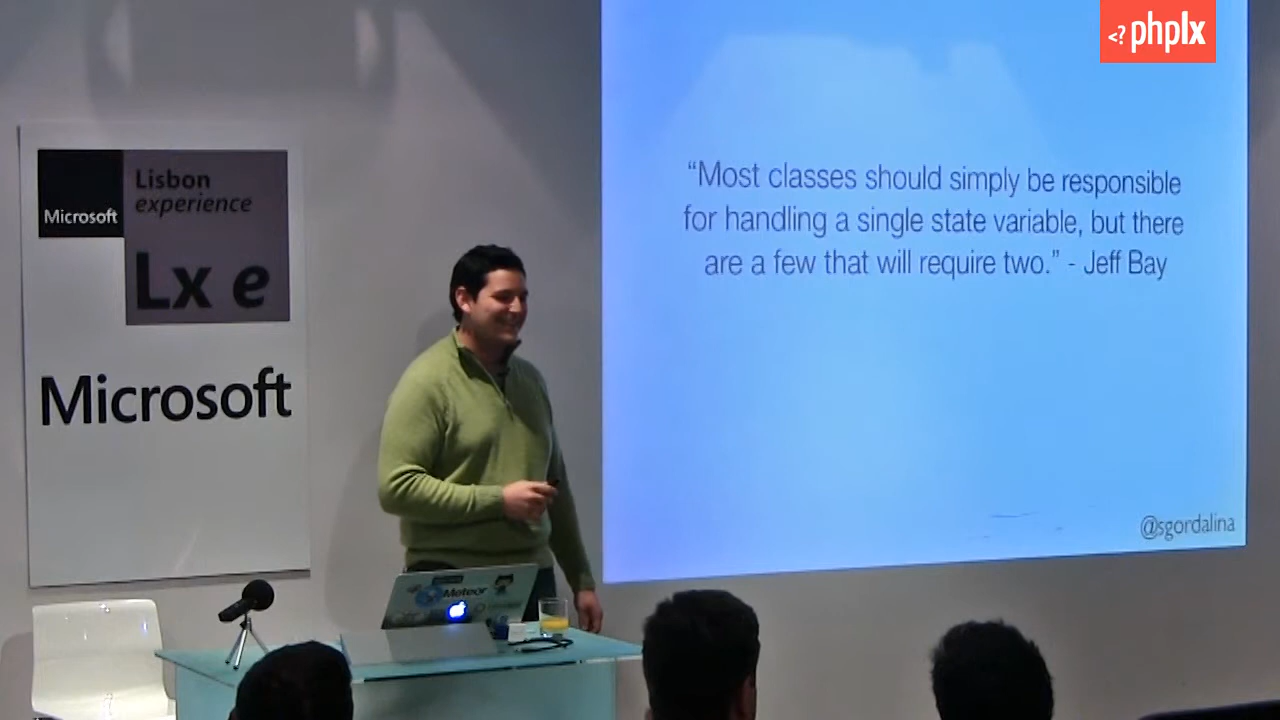 <? phplx
“Most classes should simply be responsible
for handling a single state variable, but there
are a few that will require two.” - Jeff Bay
@sgordalina
Microsoft
Lisbon
experience
Lx e
Microsoft
Meteor